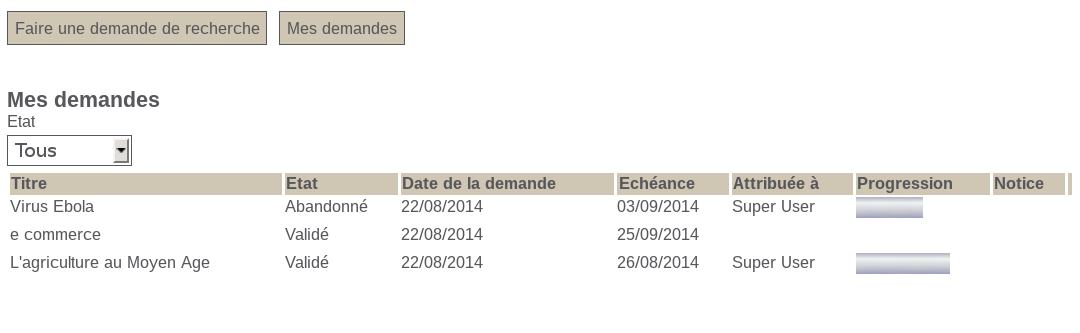 Faire une demande de recherche Mes demandes
Mes demandes
Etat
Tous
Titre Etat Date de la demande Echéance Attribuée à Progression Notice
Virus Ebola Abandonné 22/08/2014 03/09/2014 Super User
e commerce Validé 22/08/2014 25/09/2014
L'agriculture au Moyen Age Validé 22/08/2014 26/08/2014 Super User